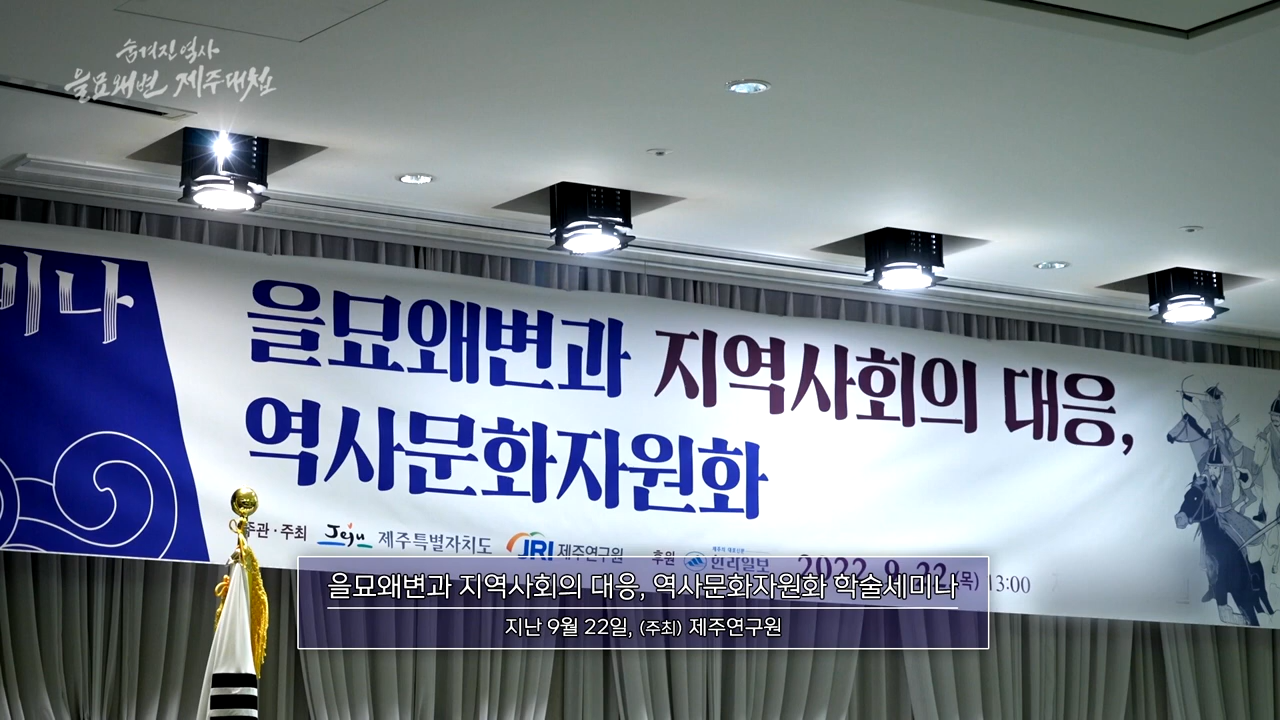 숨겨진 역사
을묘왜변 제주대첩
미나
을묘왜변과 지역사회의 대응,
역사문화자원화
주관·주최 Jeju 제주특별자치도 JRI 제주연구원 후원 한라일보 2022. 9. 22.(목) 13:00
을묘왜변과 지역사회의 대응, 역사문화자원화 학술세미나
지난 9월 22일, (주최) 제주연구원